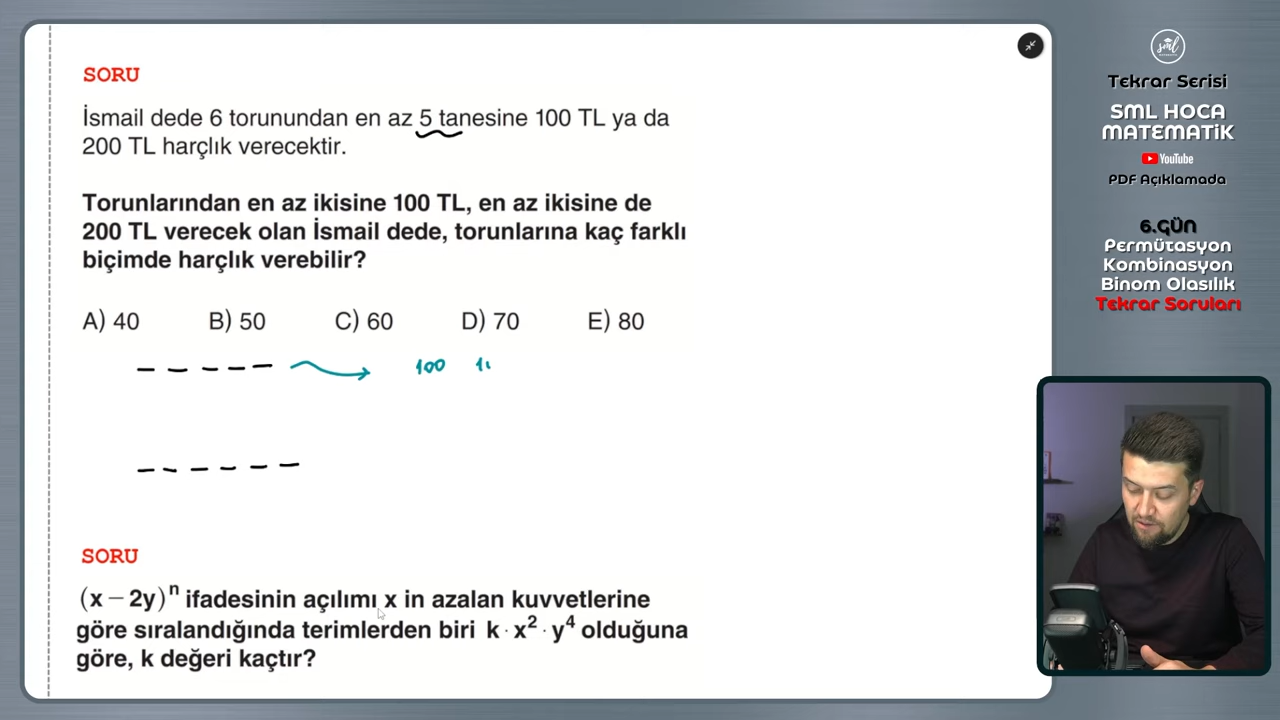 SORU
İsmail dede 6 torunundan en az 5 tanesine 100 TL ya da
200 TL harçlık verecektir.
Torunlarından en az ikisine 100 TL, en az ikisine de
200 TL verecek olan İsmail dede, torunlarına kaç farklı
biçimde harçlık verebilir?
A) 40 B) 50 C) 60 D) 70 E) 80
100
SORU
(x − 2y)ⁿ ifadesinin açılımı x in azalan kuvvetlerine
göre sıralandığında terimlerden biri k · x² · y⁴ olduğuna
göre, k değeri kaçtır?
sml
Tekrar Serisi
SML HOCA
MATEMATİK
YouTube
PDF Açıklamada
6.GÜN
Permütasyon
Kombinasyon
Binom Olasılık
Tekrar Soruları